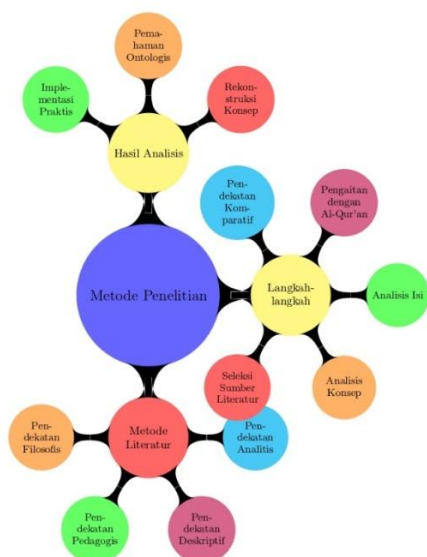 Pema-
haman
Ontologis
Imple-
mentasi
Praktis
Rekon-
struksi
Konsep
Hasil Analisis
Pen-
dekatan
Kom-
paratif
Pengaitan
dengan
Al-Qur'an
Metode Penelitian
Langkah-
langkah
Analisis Isi
Seleksi
Sumber
Literatur
Analisis
Konsep
Metode
Literatur
Pen-
dekatan
Filosofis
Pen-
dekatan
Analitis
Pen-
dekatan
Pedagogis
Pen-
dekatan
Deskriptif